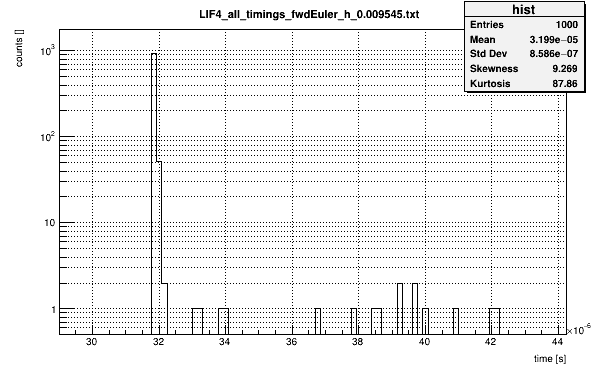 LIF4_all_timings_fwdEuler_h_0.009545.txt
hist
Entries 1000
Mean 3.199e−05
Std Dev 8.586e−07
Skewness 9.269
Kurtosis 87.86
counts []
10³
10²
10
1
30 32 34 36 38 40 42 44
×10⁻⁶
time [s]